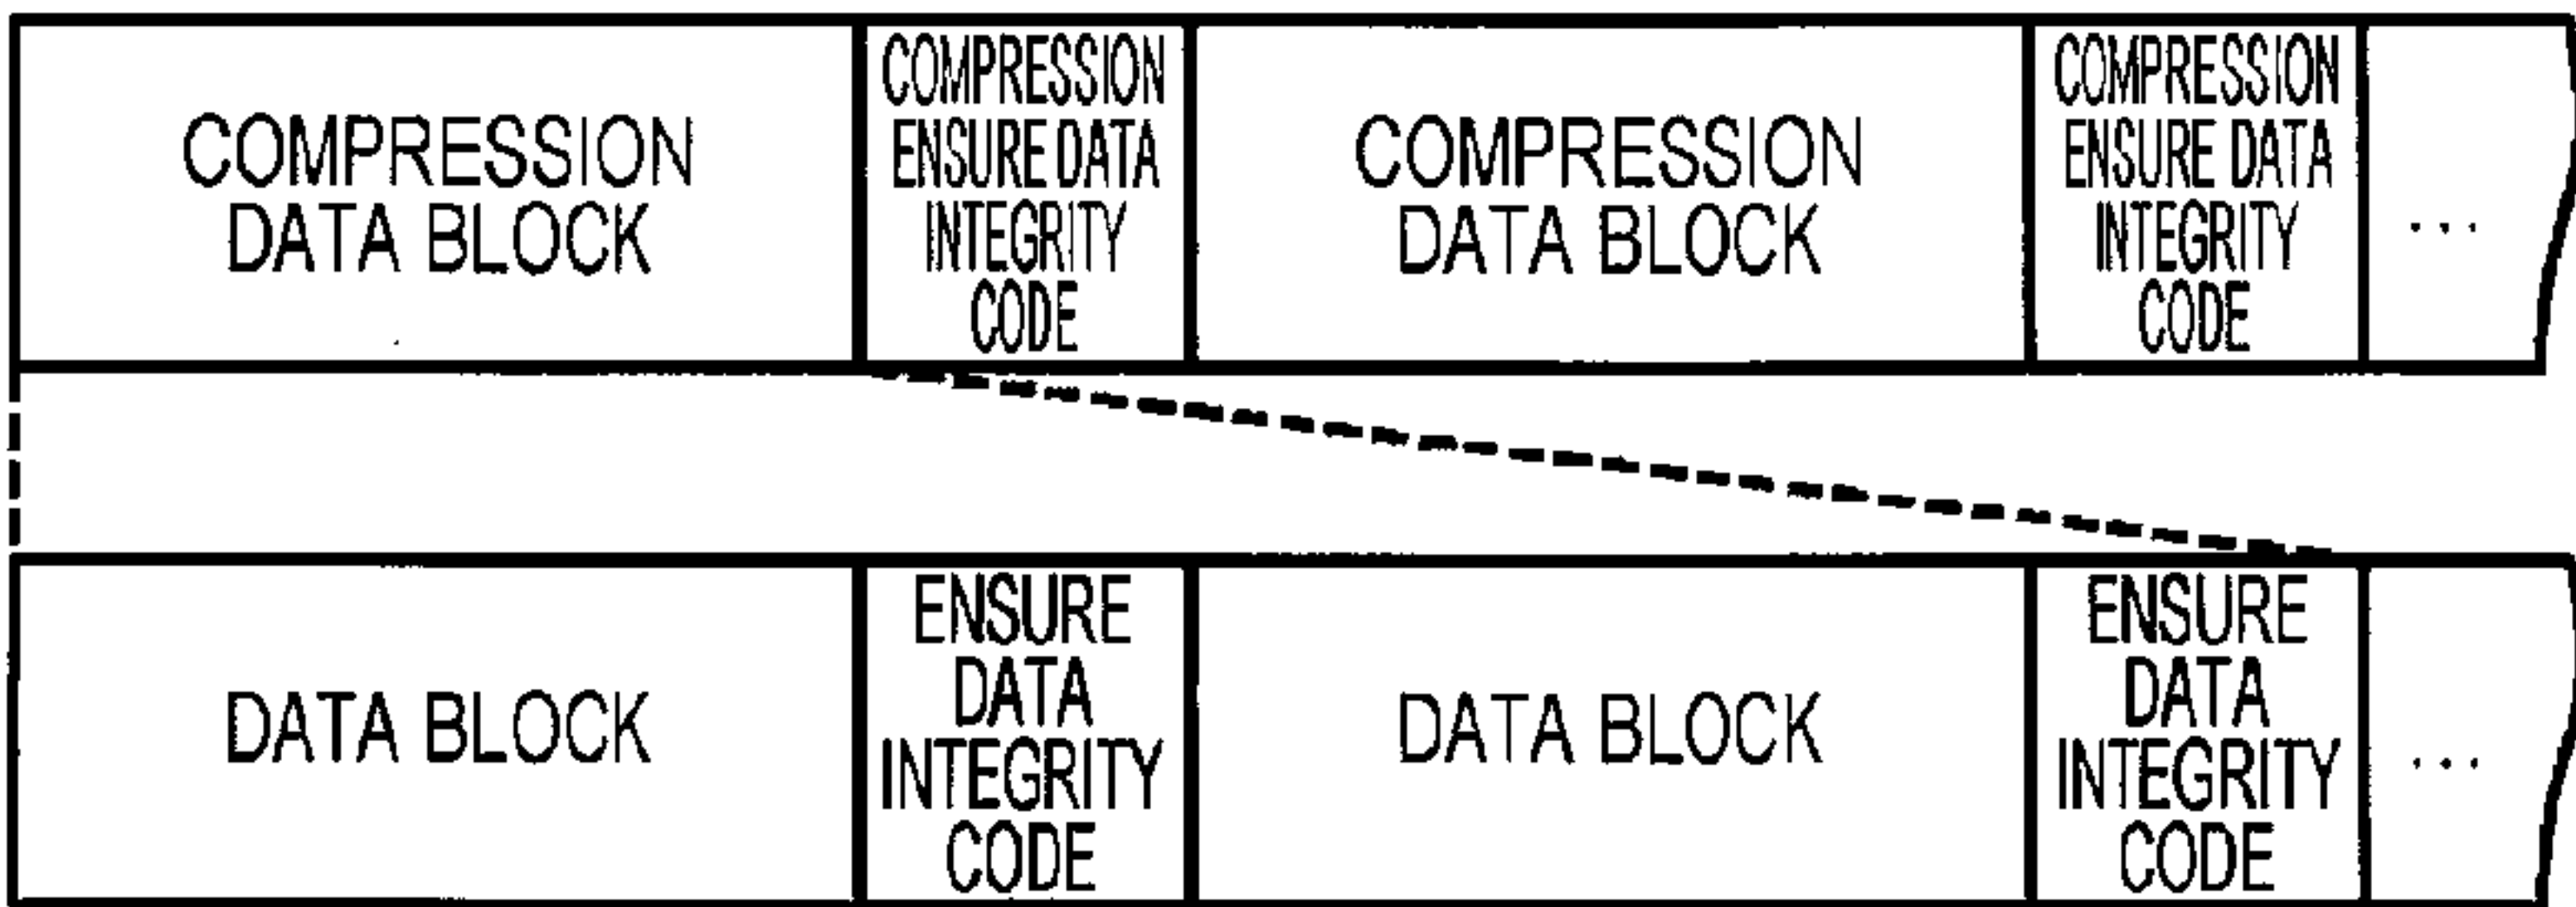 COMPRESSION
DATA BLOCK
COMPRESSION
ENSURE DATA
INTEGRITY
CODE
COMPRESSION
DATA BLOCK
COMPRESSION
ENSURE DATA
INTEGRITY
CODE
...
DATA BLOCK
ENSURE
DATA
INTEGRITY
CODE
DATA BLOCK
ENSURE
DATA
INTEGRITY
CODE
...